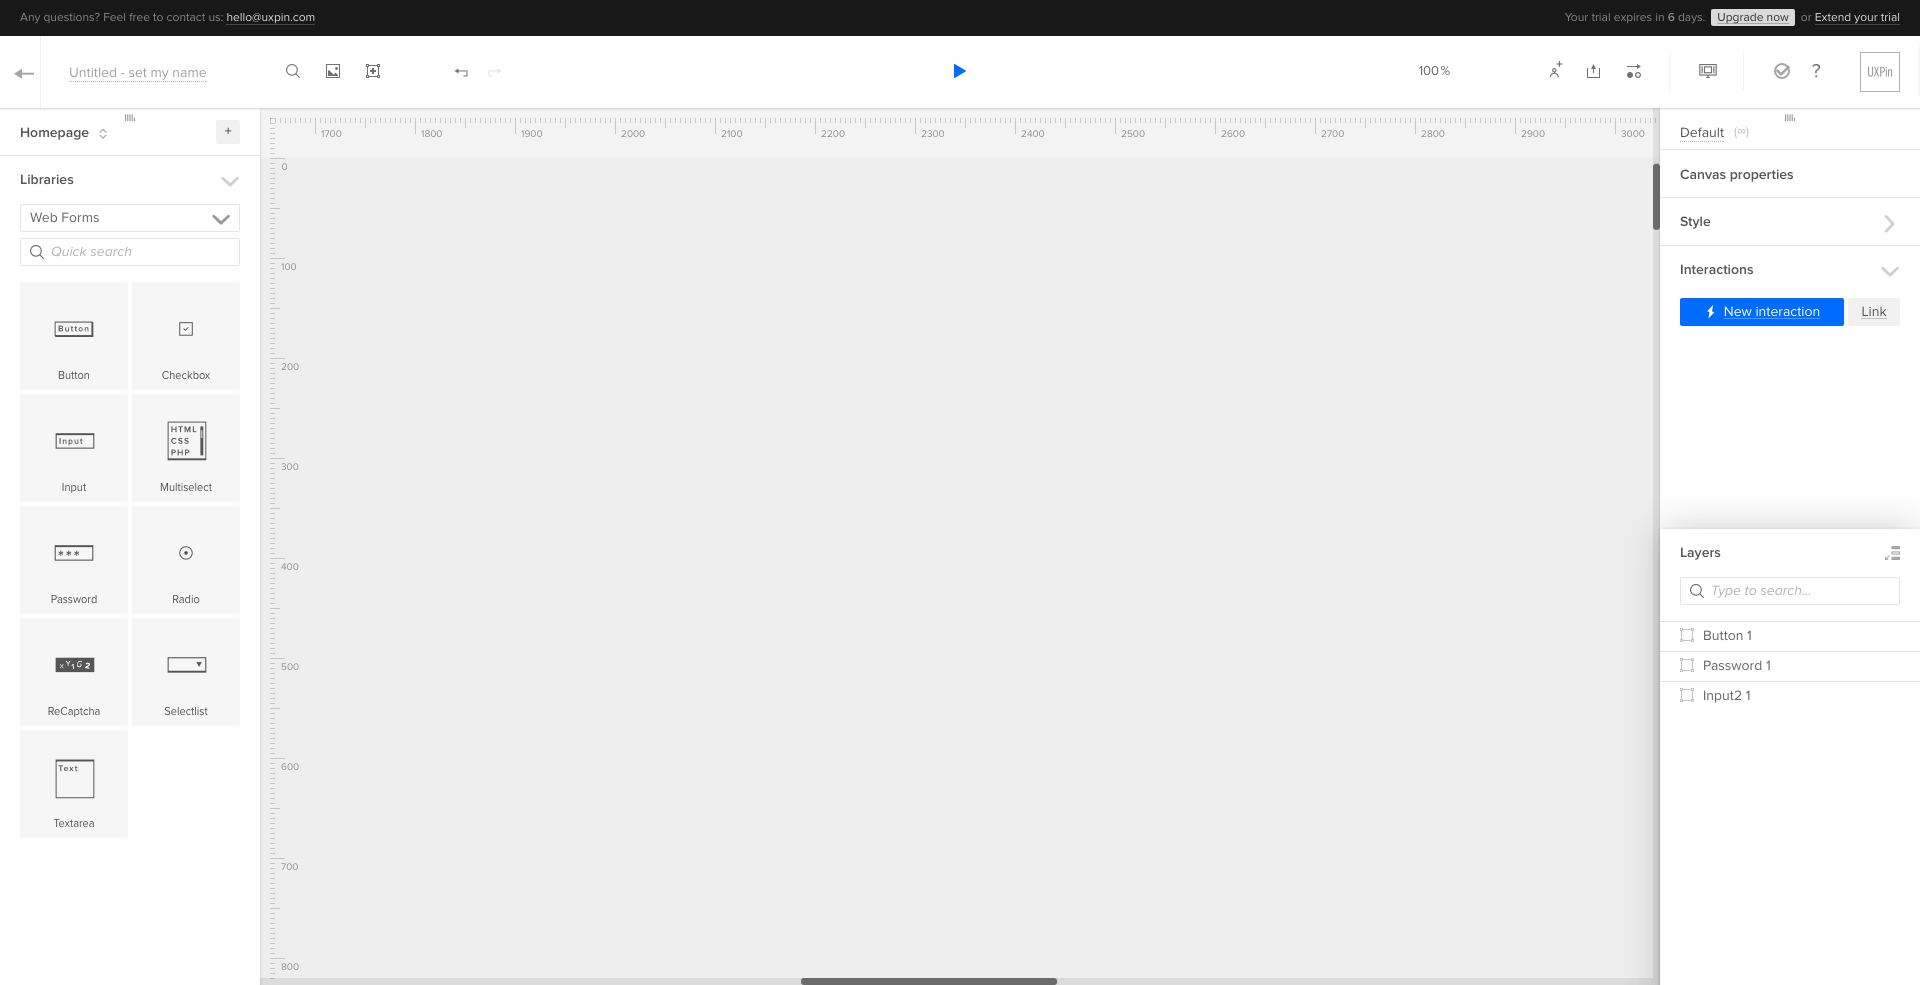 Any questions? Feel free to contact us: hello@uxpin.com
Your trial expires in 6 days. Upgrade now or Extend your trial
Untitled - set my name
100%
?
UXPin
Homepage
+
Libraries
Web Forms
Quick search
Button
Button
Checkbox
Input
Input
HTML
CSS
PHP
Multiselect
***
Password
Radio
XY1G2
ReCaptcha
Selectlist
Text
Textarea
1700 1800 1900 2000 2100 2200 2300 2400 2500 2600 2700 2800 2900 3000
0
100
200
300
400
500
600
700
800
Default (∞)
Canvas properties
Style
Interactions
New interaction
Link
Layers
Type to search...
Button 1
Password 1
Input2 1